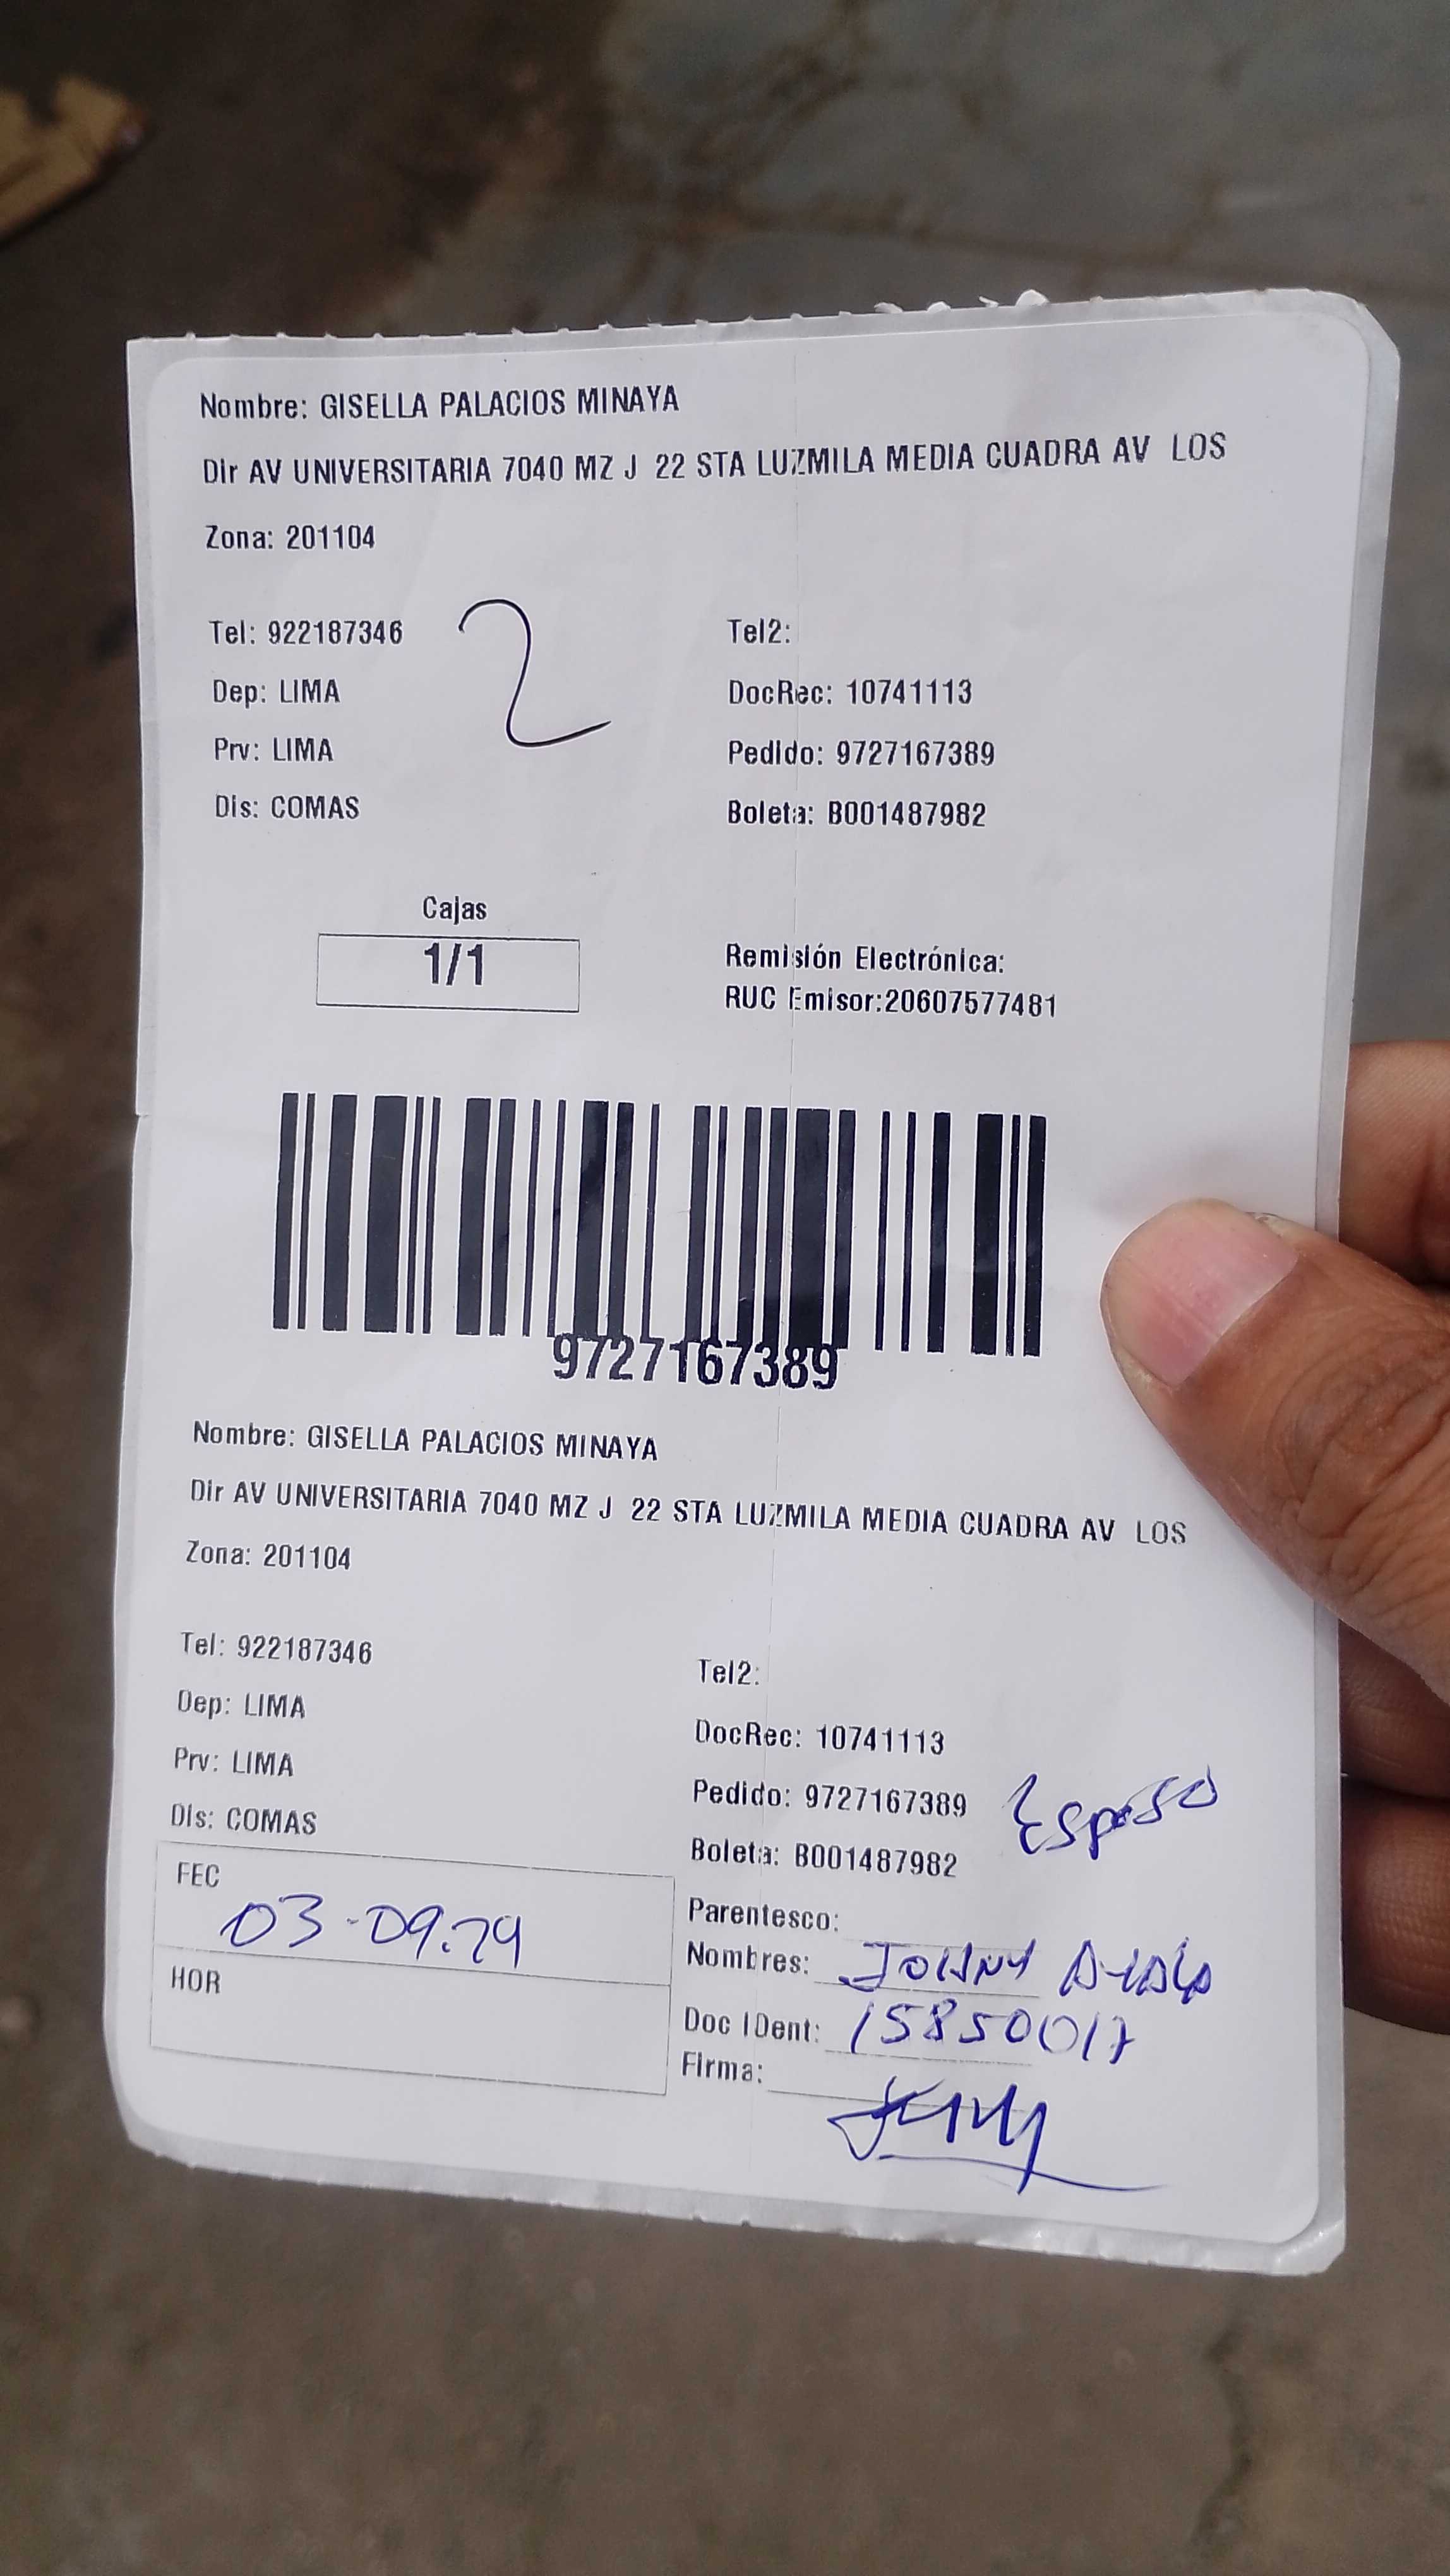 Nombre: GISELLA PALACIOS MINAYA
Dir AV UNIVERSITARIA 7040 MZ J 22 STA LUZMILA MEDIA CUADRA AV LOS
Zona: 201104
2
Tel: 922187346
Dep: LIMA
Prv: LIMA
Dis: COMAS
Tel2:
DocRec: 10741113
Pedido: 9727167389
Boleta: B001487982
Cajas
1/1
Remisión Electrónica:
RUC Emisor:20607577481
9727167389
Nombre: GISELLA PALACIOS MINAYA
Dir AV UNIVERSITARIA 7040 MZ J 22 STA LUZMILA MEDIA CUADRA AV LOS
Zona: 201104
Tel: 922187346
Dep: LIMA
Prv: LIMA
Dis: COMAS
Tel2:
DocRec: 10741113
Pedido: 9727167389
Boleta: B001487982
Esposo
FEC
03-09.24
HOR
Parentesco:
Nombres: JOHNY
Doc IDent: 15850017
Firma: